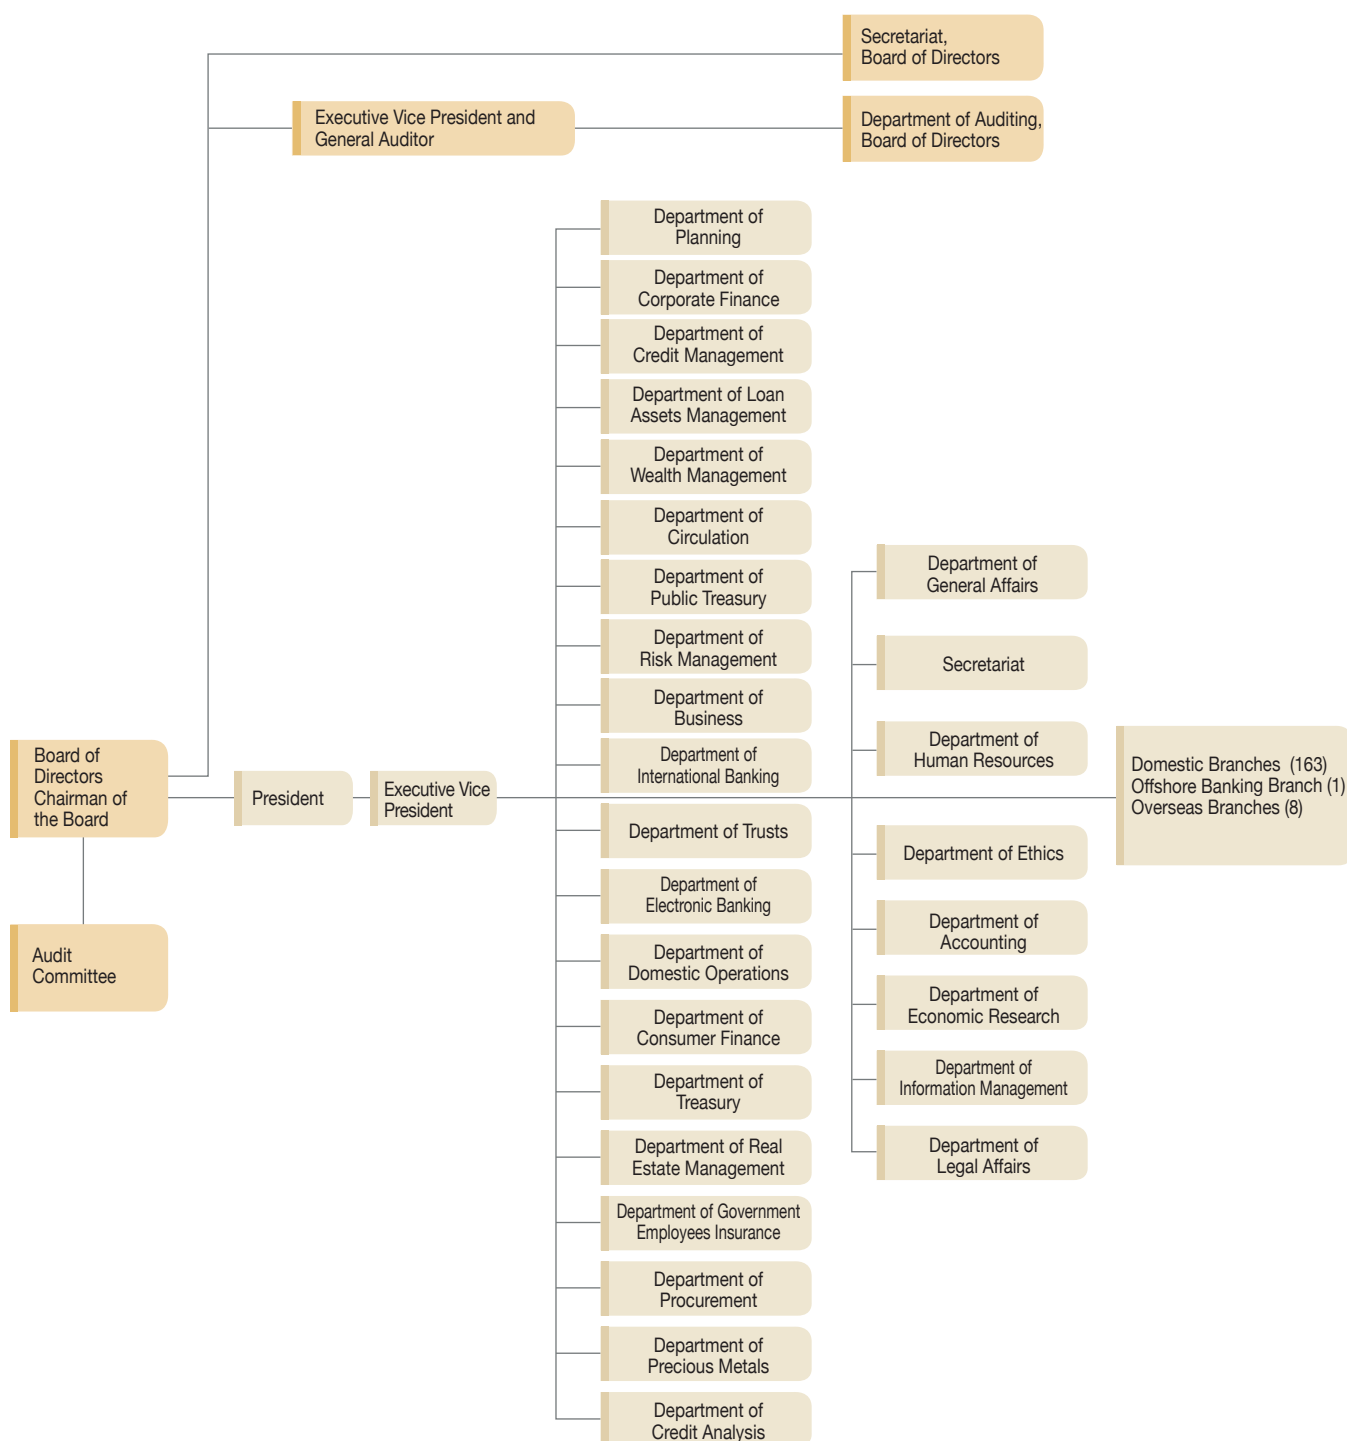 Secretariat,
Board of Directors
Executive Vice President and
General Auditor
Department of Auditing,
Board of Directors
Department of
Planning
Department of
Corporate Finance
Department of
Credit Management
Department of Loan
Assets Management
Department of
Wealth Management
Department of
Circulation
Department of
Public Treasury
Department of
Risk Management
Department of
Business
Department of
International Banking
Department of Trusts
Department of
Electronic Banking
Department of
Domestic Operations
Department of
Consumer Finance
Department of
Treasury
Department of Real
Estate Management
Department of Government
Employees Insurance
Department of
Procurement
Department of
Precious Metals
Department of
Credit Analysis
Department of
General Affairs
Secretariat
Department of
Human Resources
Department of Ethics
Department of
Accounting
Department of
Economic Research
Department of
Information Management
Department of
Legal Affairs
Board of
Directors
Chairman of
the Board
President
Executive Vice
President
Domestic Branches (163)
Offshore Banking Branch (1)
Overseas Branches (8)
Audit
Committee